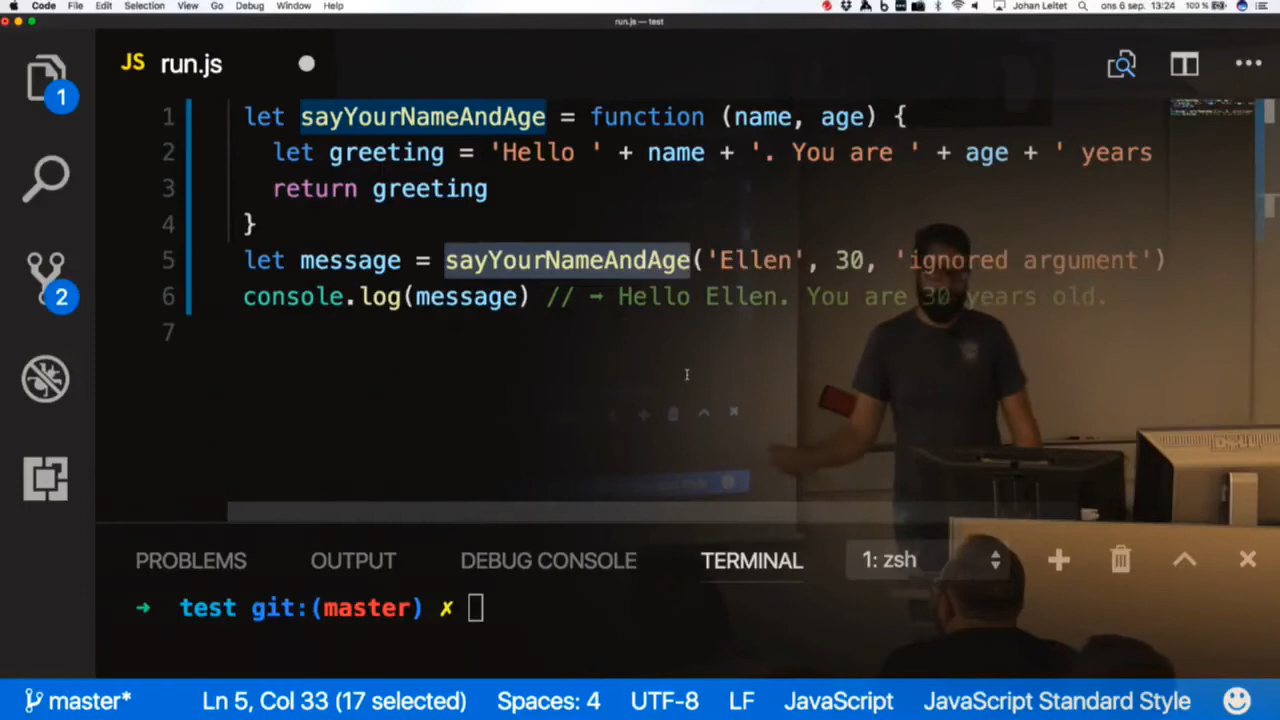 Code File Edit Selection View Go Debug Window Help Johan Leitet ons 6 sep. 13:24 100 %
run.js — test
JS run.js
1
1 let sayYourNameAndAge = function (name, age) {
2 let greeting = 'Hello ' + name + '. You are ' + age + ' years
3 return greeting
4 }
5 let message = sayYourNameAndAge('Ellen', 30, 'ignored argument')
6 console.log(message) // → Hello Ellen. You are 30 years old.
7
2
PROBLEMS OUTPUT DEBUG CONSOLE TERMINAL 1: zsh
➜ test git:(master) ✗
master* Ln 5, Col 33 (17 selected) Spaces: 4 UTF-8 LF JavaScript JavaScript Standard Style